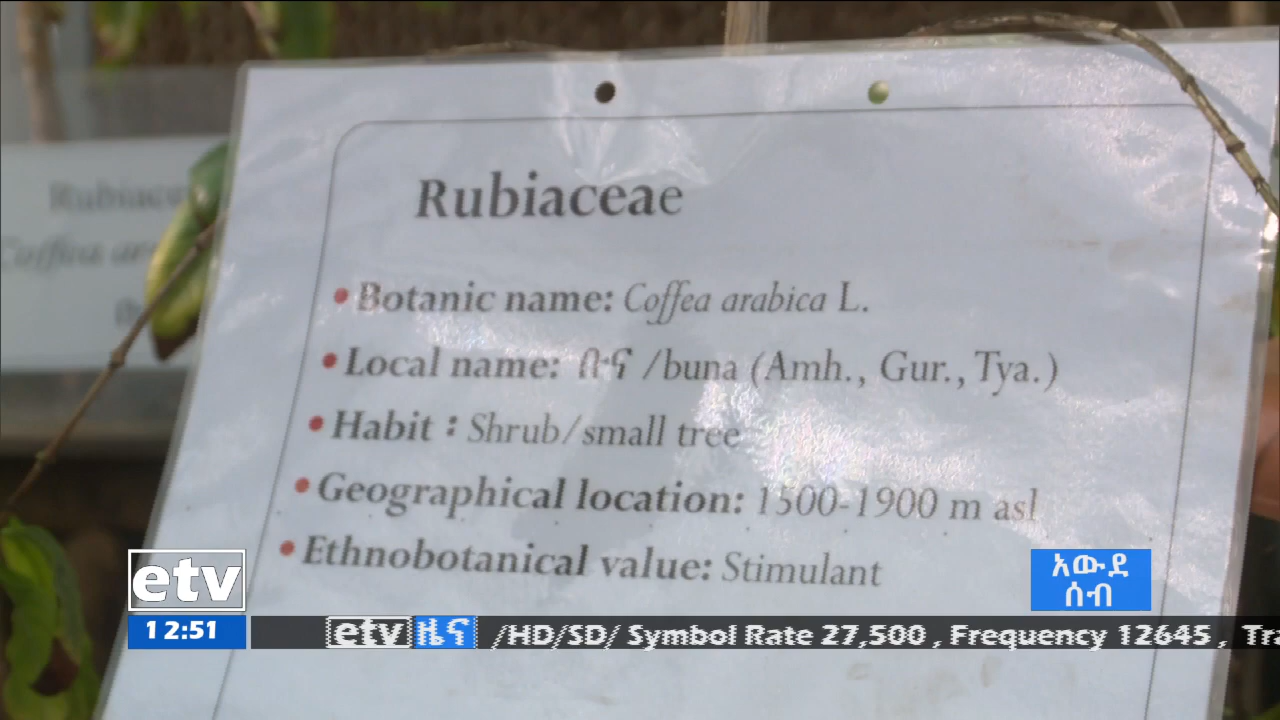 Rubiaceae
Botanic name: Coffea arabica L.
Local name: ቡና /buna (Amh., Gur., Tya.)
Habit : Shrub/small tree
Geographical location: 1500-1900 m asl
Ethnobotanical value: Stimulant
Rubiaceae
Coffea
etv
12:51
አውደ
ሰብ
etv ዜና /HD/SD/ Symbol Rate 27,500 , Frequency 12645 ,